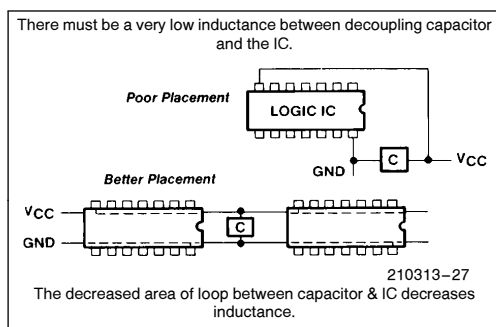 There must be a very low inductance between decoupling capacitor
and the IC.
Poor Placement
LOGIC IC
C
VCC
GND
Better Placement
VCC
C
GND
210313–27
The decreased area of loop between capacitor & IC decreases
inductance.